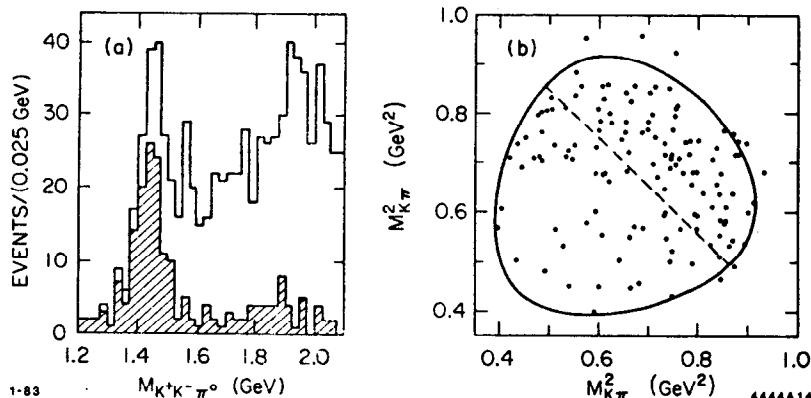 (a)
EVENTS/(0.025 GeV)
40
30
20
10
0
1.2 1.4 1.6 1.8 2.0
M_{K⁺K⁻π⁰} (GeV)
1-83
(b)
M²_{Kπ} (GeV²)
1.0
0.8
0.6
0.4
0.4 0.6 0.8 1.0
M²_{Kπ} (GeV²)
4444A14